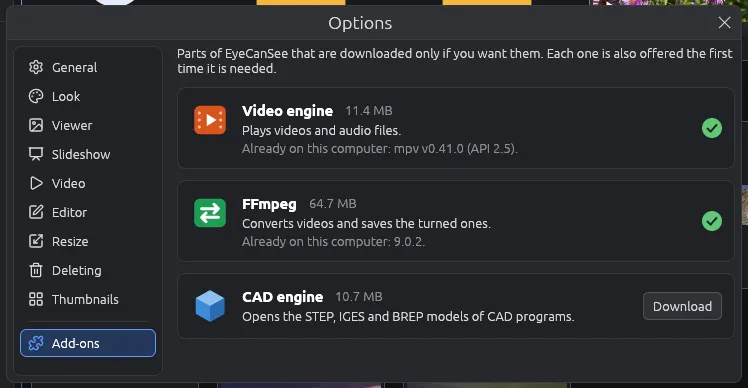 Options
General
Look
Viewer
Slideshow
Video
Editor
Resize
Deleting
Thumbnails
Add-ons
Parts of EyeCanSee that are downloaded only if you want them. Each one is also offered the first
time it is needed.
Video engine 11.4 MB
Plays videos and audio files.
Already on this computer: mpv v0.41.0 (API 2.5).
FFmpeg 64.7 MB
Converts videos and saves the turned ones.
Already on this computer: 9.0.2.
CAD engine 10.7 MB
Opens the STEP, IGES and BREP models of CAD programs.
Download